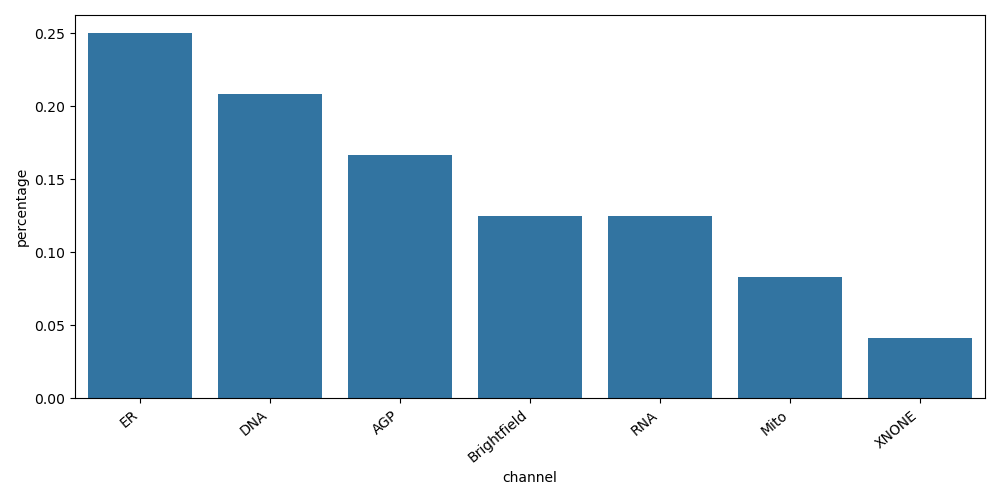 0.25
0.20
0.15
0.10
0.05
0.00
percentage
ER
DNA
AGP
Brightfield
RNA
Mito
XNONE
channel